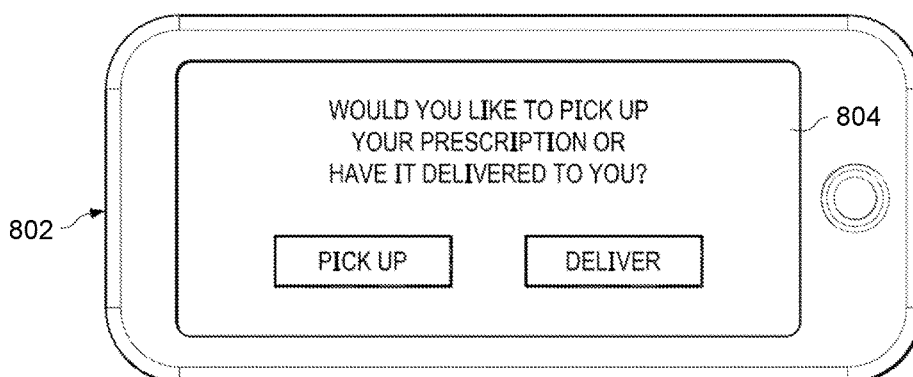 WOULD YOU LIKE TO PICK UP
YOUR PRESCRIPTION OR
HAVE IT DELIVERED TO YOU?
804
802
PICK UP
DELIVER